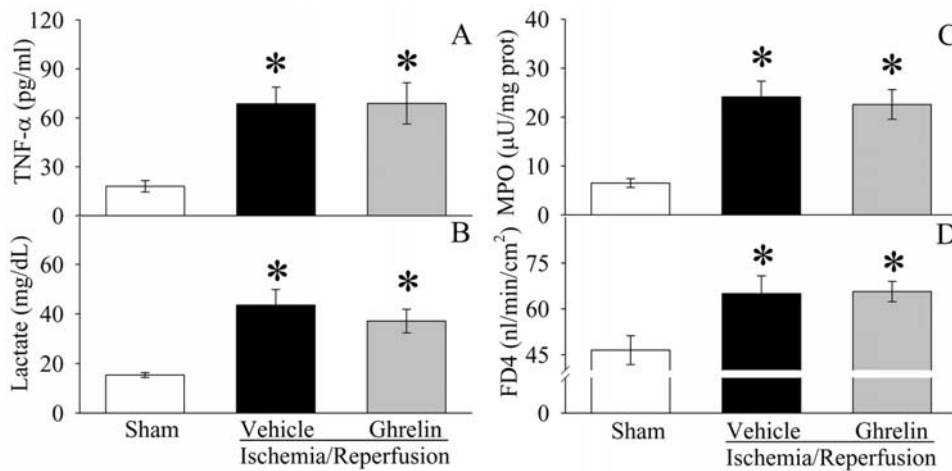 A
TNF-α (pg/ml)
120
90
60
30
0
*
*
B
Lactate (mg/dL)
60
40
20
0
*
*
Sham
Vehicle
Ghrelin
Ischemia/Reperfusion
C
MPO (μU/mg prot)
40
30
20
10
0
*
*
D
FD4 (nl/min/cm²)
75
60
45
0
*
*
Sham
Vehicle
Ghrelin
Ischemia/Reperfusion